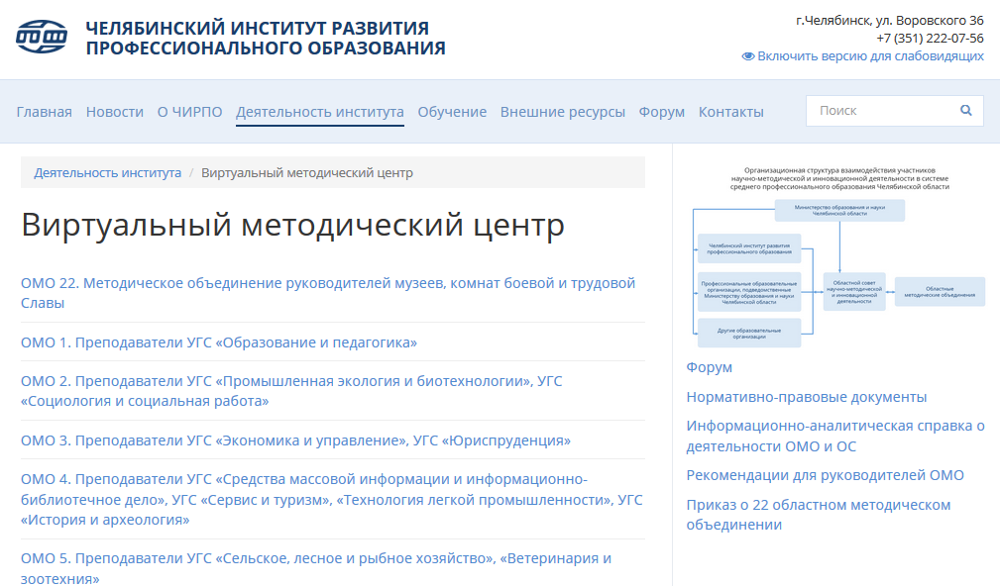 ЧЕЛЯБИНСКИЙ ИНСТИТУТ РАЗВИТИЯ
ПРОФЕССИОНАЛЬНОГО ОБРАЗОВАНИЯ
г.Челябинск, ул. Воровского 36
+7 (351) 222-07-56
Включить версию для слабовидящих
Главная Новости О ЧИРПО Деятельность института Обучение Внешние ресурсы Форум Контакты Поиск
Деятельность института / Виртуальный методический центр
Виртуальный методический центр
ОМО 22. Методическое объединение руководителей музеев, комнат боевой и трудовой
Славы
ОМО 1. Преподаватели УГС «Образование и педагогика»
ОМО 2. Преподаватели УГС «Промышленная экология и биотехнологии», УГС
«Социология и социальная работа»
ОМО 3. Преподаватели УГС «Экономика и управление», УГС «Юриспруденция»
ОМО 4. Преподаватели УГС «Средства массовой информации и информационно-
библиотечное дело», УГС «Сервис и туризм», «Технология легкой промышленности», УГС
«История и археология»
ОМО 5. Преподаватели УГС «Сельское, лесное и рыбное хозяйство», «Ветеринария и
зоотехния»
Организационная структура взаимодействия участников
научно-методической и инновационной деятельности в системе
среднего профессионального образования Челябинской области
Министерство образования и науки
Челябинской области
Челябинский институт развития
профессионального образования
Профессиональные образовательные
организации, подведомственные
Министерству образования и науки
Челябинской области
Другие образовательные
организации
Областной совет
научно-методической
и инновационной
деятельности
Областные
методические объединения
Форум
Нормативно-правовые документы
Информационно-аналитическая справка о
деятельности ОМО и ОС
Рекомендации для руководителей ОМО
Приказ о 22 областном методическом
объединении